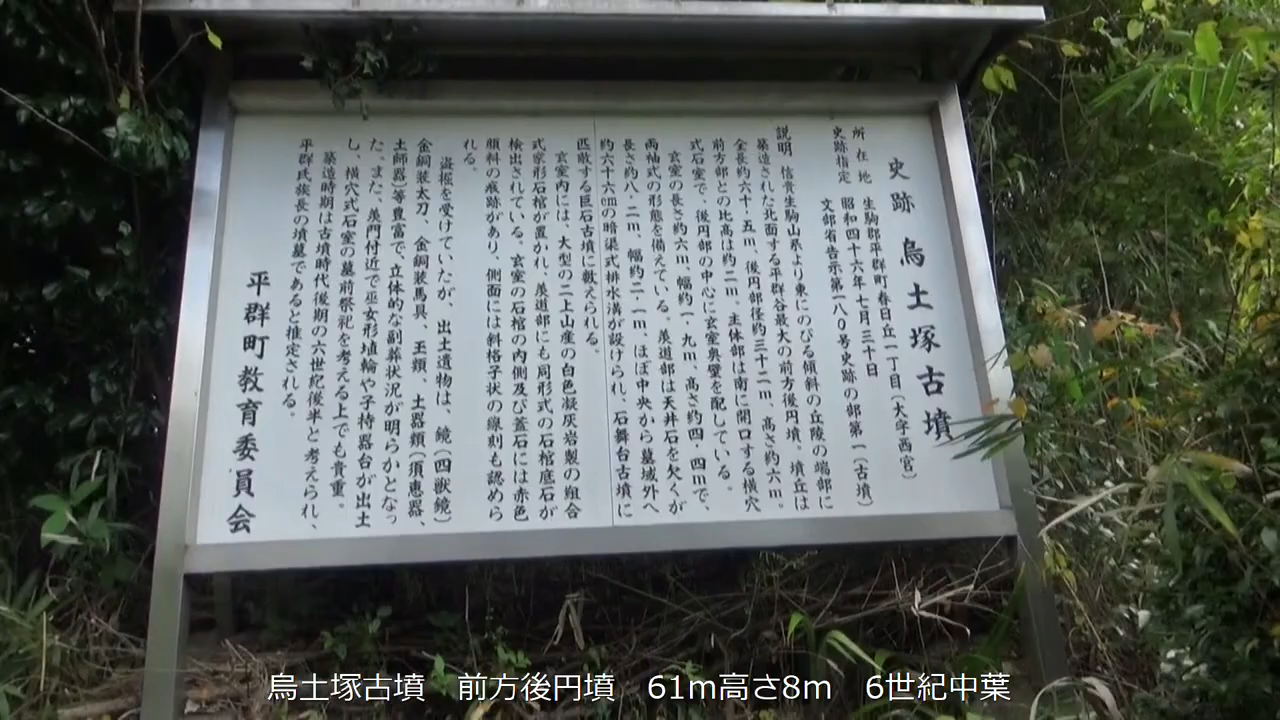 史跡 烏土塚古墳
所在地 生駒郡平群町春日丘一丁目(大字西宮)
史跡指定 昭和四十六年七月三十日
文部省告示第一八〇号史跡の部第一(古墳)
説明 信貴生駒山系より東にのびる傾斜の丘陵の端部に
築造された北面する平群谷最大の前方後円墳。墳丘は
全長約六十・五m、後円部径約三十二m、高さ約六m。
前方部との比高は約二m。主体部は南に開口する横穴
式石室で、後円部の中心に玄室奥壁を配している。
玄室の長さ約六m、幅約一・九m、高さ約四・四mで、
両袖式の形態を備えている。羨道部は天井石を欠くが
長さ約八・二m、幅約二・一m、ほぼ中央から墓域外へ
約六十六cmの暗渠式排水溝が設けられ、石舞台古墳に
匹敵する巨石古墳に数えられる。
玄室内には、大型の二上山産の白色凝灰岩製の組合
式家形石棺が置かれ、羨道部にも同形式の石棺底石が
検出されている。玄室の石棺の内側及び蓋石には赤色
顔料の痕跡があり、側面には斜格子状の線刻も認めら
れる。
盗掘を受けていたが、出土遺物は、鏡(四獣鏡)
金銅装太刀、金銅装馬具、玉類、土器類(須恵器、
土師器)等豊富で、立体的な副葬状況が明らかとなっ
た。また、羨門付近で巫女形埴輪や子持器台が出土
し、横穴式石室の墓前祭祀を考える上でも貴重。
築造時期は古墳時代後期の六世紀後半と考えられ、
平群氏族長の墳墓であると推定される。
平群町教育委員会
烏土塚古墳 前方後円墳 61m高さ8m 6世紀中葉